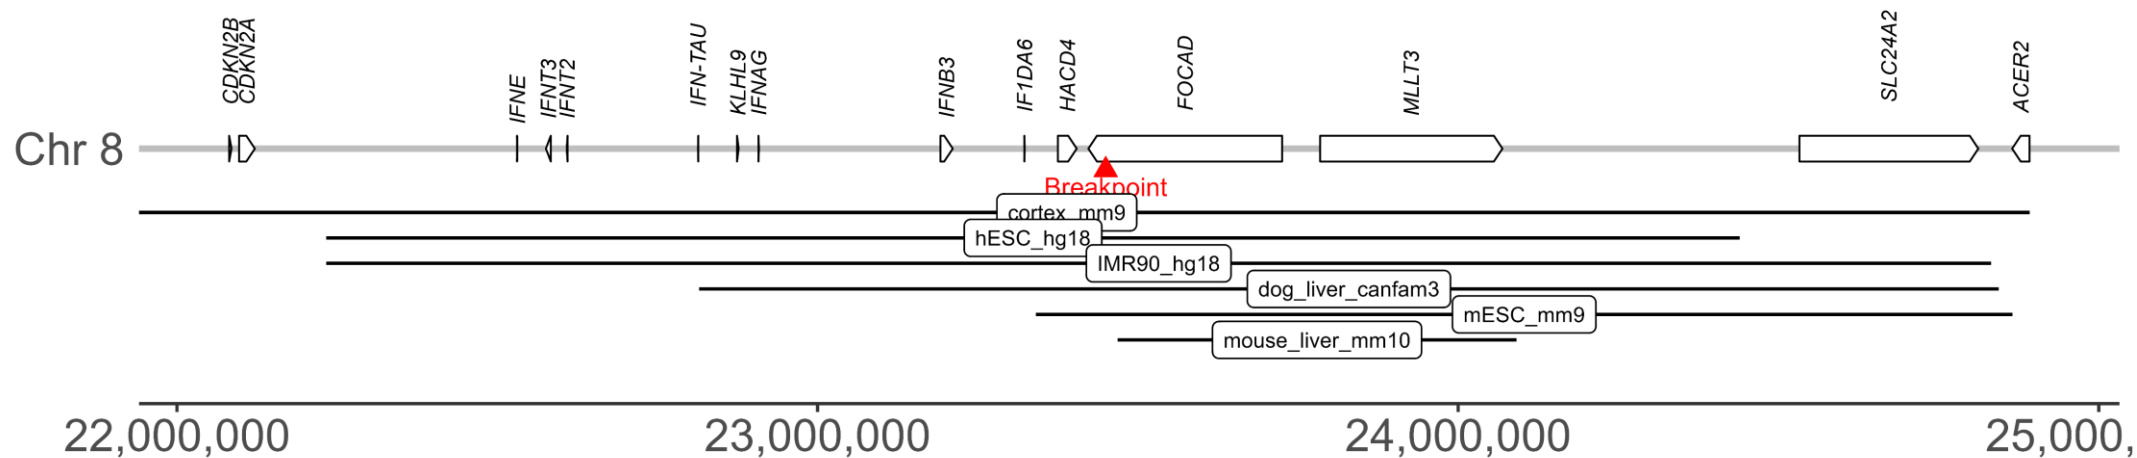 CDKN2B
CDKN2A
IFNE
IFNT3
IFNT2
IFN-TAU
KLHL9
IFNAG
IFNB3
IF1DA6
HACD4
FOCAD
MLLT3
SLC24A2
ACER2
Chr 8
Breakpoint
cortex_mm9
hESC_hg18
IMR90_hg18
dog_liver_canfam3
mESC_mm9
mouse_liver_mm10
22,000,000 23,000,000 24,000,000 25,000,